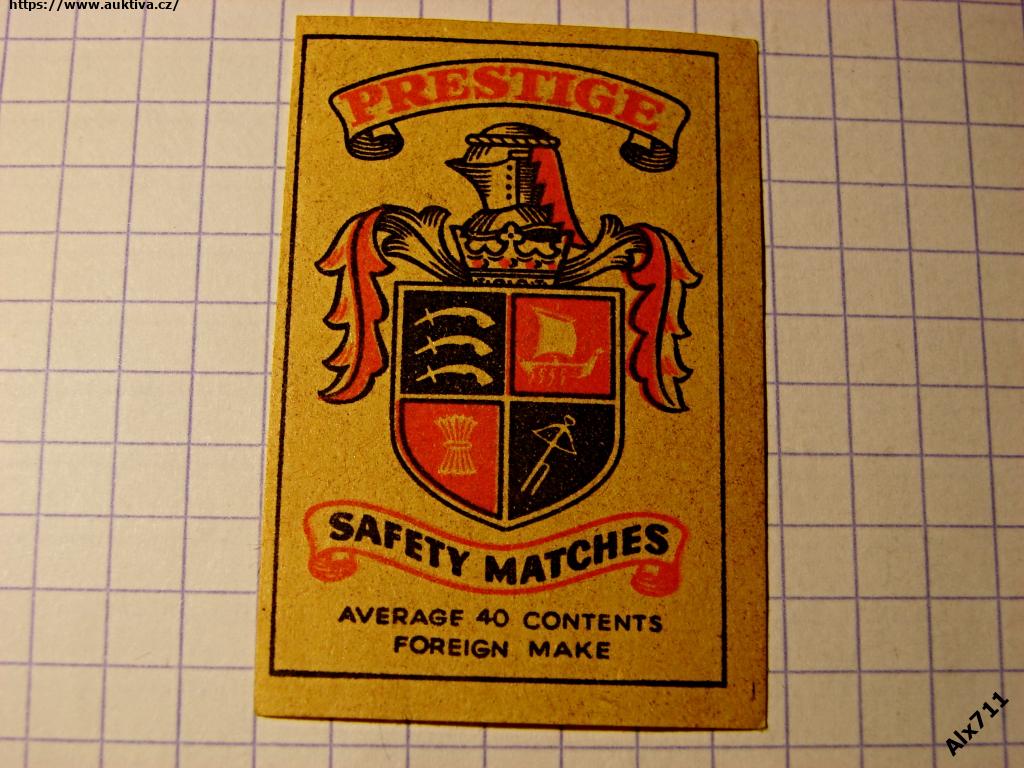 https://www.auktiva.cz/
PRESTIGE
SAFETY MATCHES
AVERAGE 40 CONTENTS
FOREIGN MAKE
Alx711